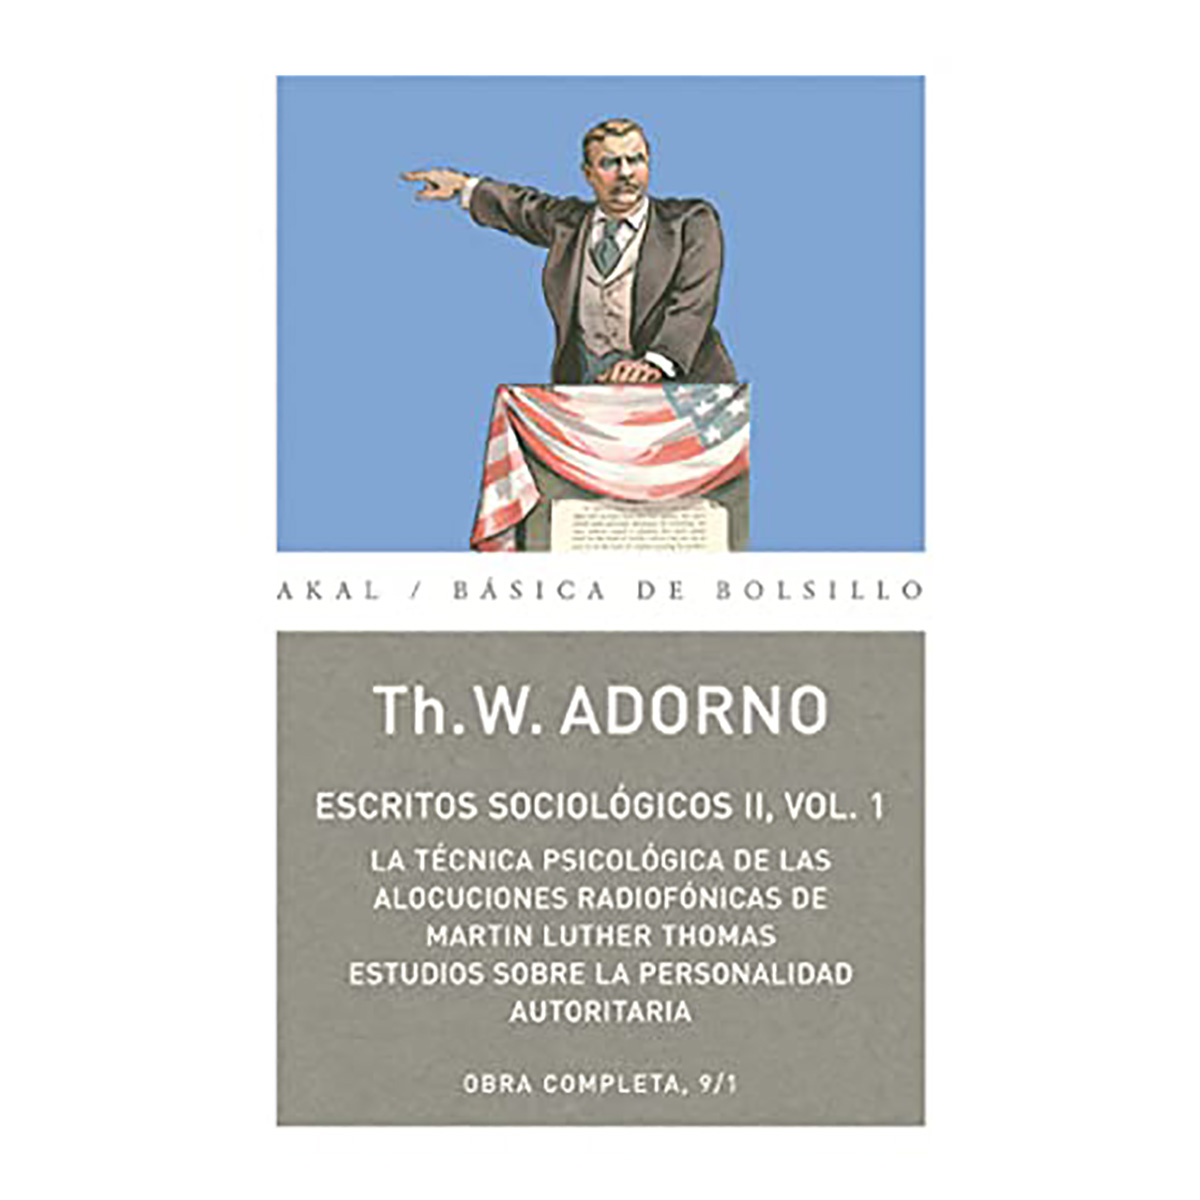 AKAL / BÁSICA DE BOLSILLO
Th. W. ADORNO
ESCRITOS SOCIOLÓGICOS II, VOL. 1
LA TÉCNICA PSICOLÓGICA DE LAS
ALOCUCIONES RADIOFÓNICAS DE
MARTIN LUTHER THOMAS
ESTUDIOS SOBRE LA PERSONALIDAD
AUTORITARIA
OBRA COMPLETA, 9/1